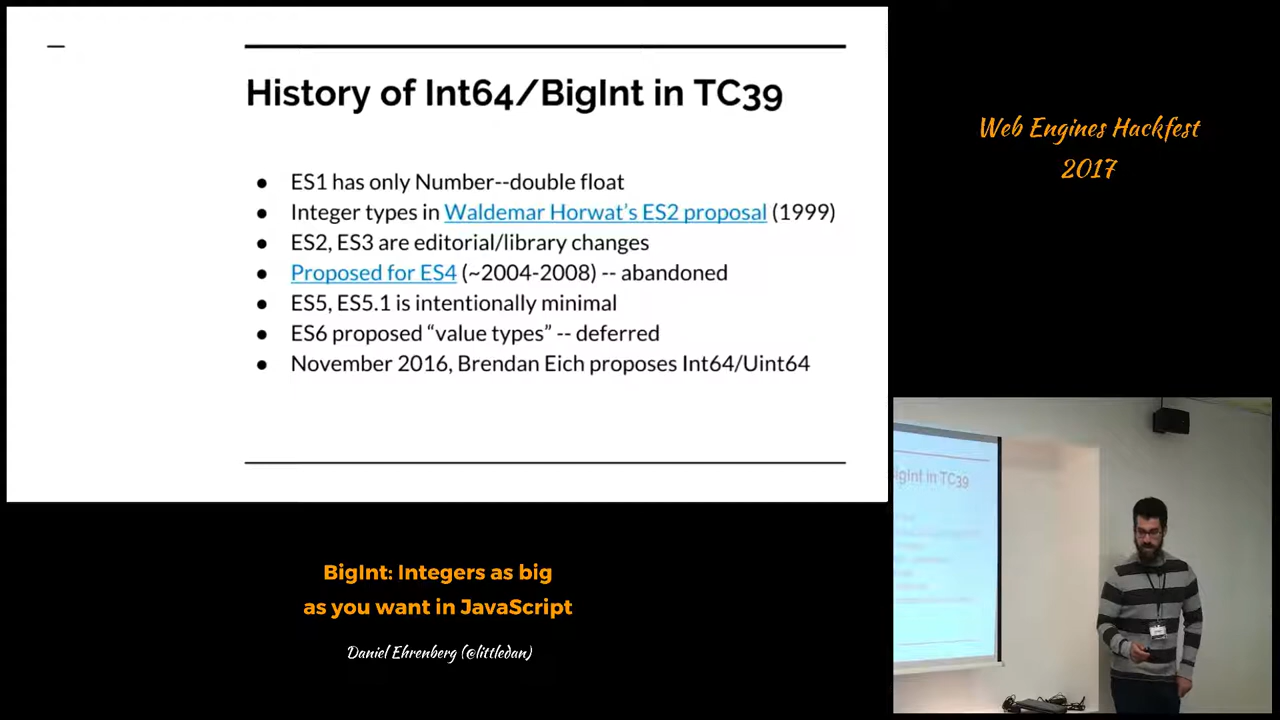 History of Int64/BigInt in TC39
● ES1 has only Number--double float
● Integer types in Waldemar Horwat's ES2 proposal (1999)
● ES2, ES3 are editorial/library changes
● Proposed for ES4 (~2004-2008) -- abandoned
● ES5, ES5.1 is intentionally minimal
● ES6 proposed “value types” -- deferred
● November 2016, Brendan Eich proposes Int64/Uint64
Web Engines Hackfest
2017
BigInt: Integers as big
as you want in JavaScript
Daniel Ehrenberg (@littledan)
igInt in TC39